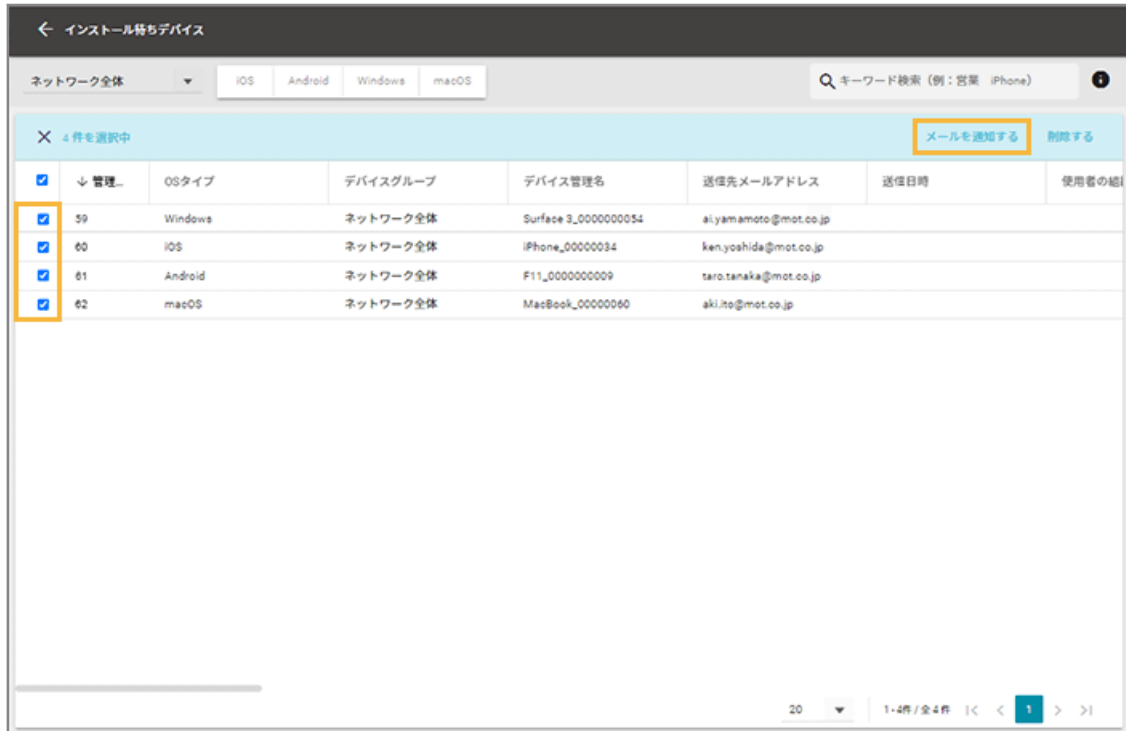 インストール待ちデバイス
ネットワーク全体 iOS Android Windows macOS キーワード検索 (例:営業 iPhone)
4 件を選択中 メールを通知する 削除する
管理... OSタイプ デバイスグループ デバイス管理名 送信先メールアドレス 送信日時 使用者の組
59 Windows ネットワーク全体 Surface 3_0000000054 ai.yamamoto@mot.co.jp
60 iOS ネットワーク全体 iPhone_00000034 ken.yoshida@mot.co.jp
61 Android ネットワーク全体 F11_0000000009 taro.tanaka@mot.co.jp
62 macOS ネットワーク全体 MacBook_00000060 aki.ito@mot.co.jp
20 1-4件/全4件 1